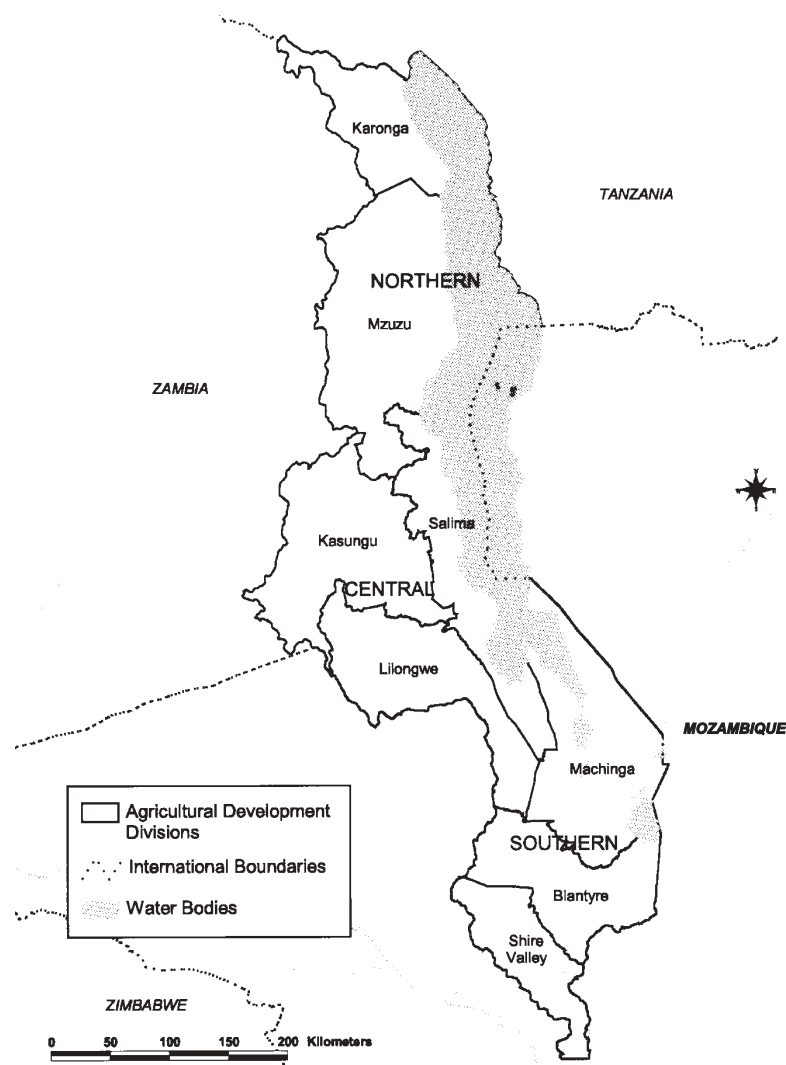 Karonga
TANZANIA
NORTHERN
Mzuzu
ZAMBIA
Salima
Kasungu
CENTRAL
Lilongwe
MOZAMBIQUE
Machinga
Agricultural Development
Divisions
International Boundaries
Water Bodies
SOUTHERN
Blantyre
Shire
Valley
ZIMBABWE
0 50 100 150 200 Kilometers